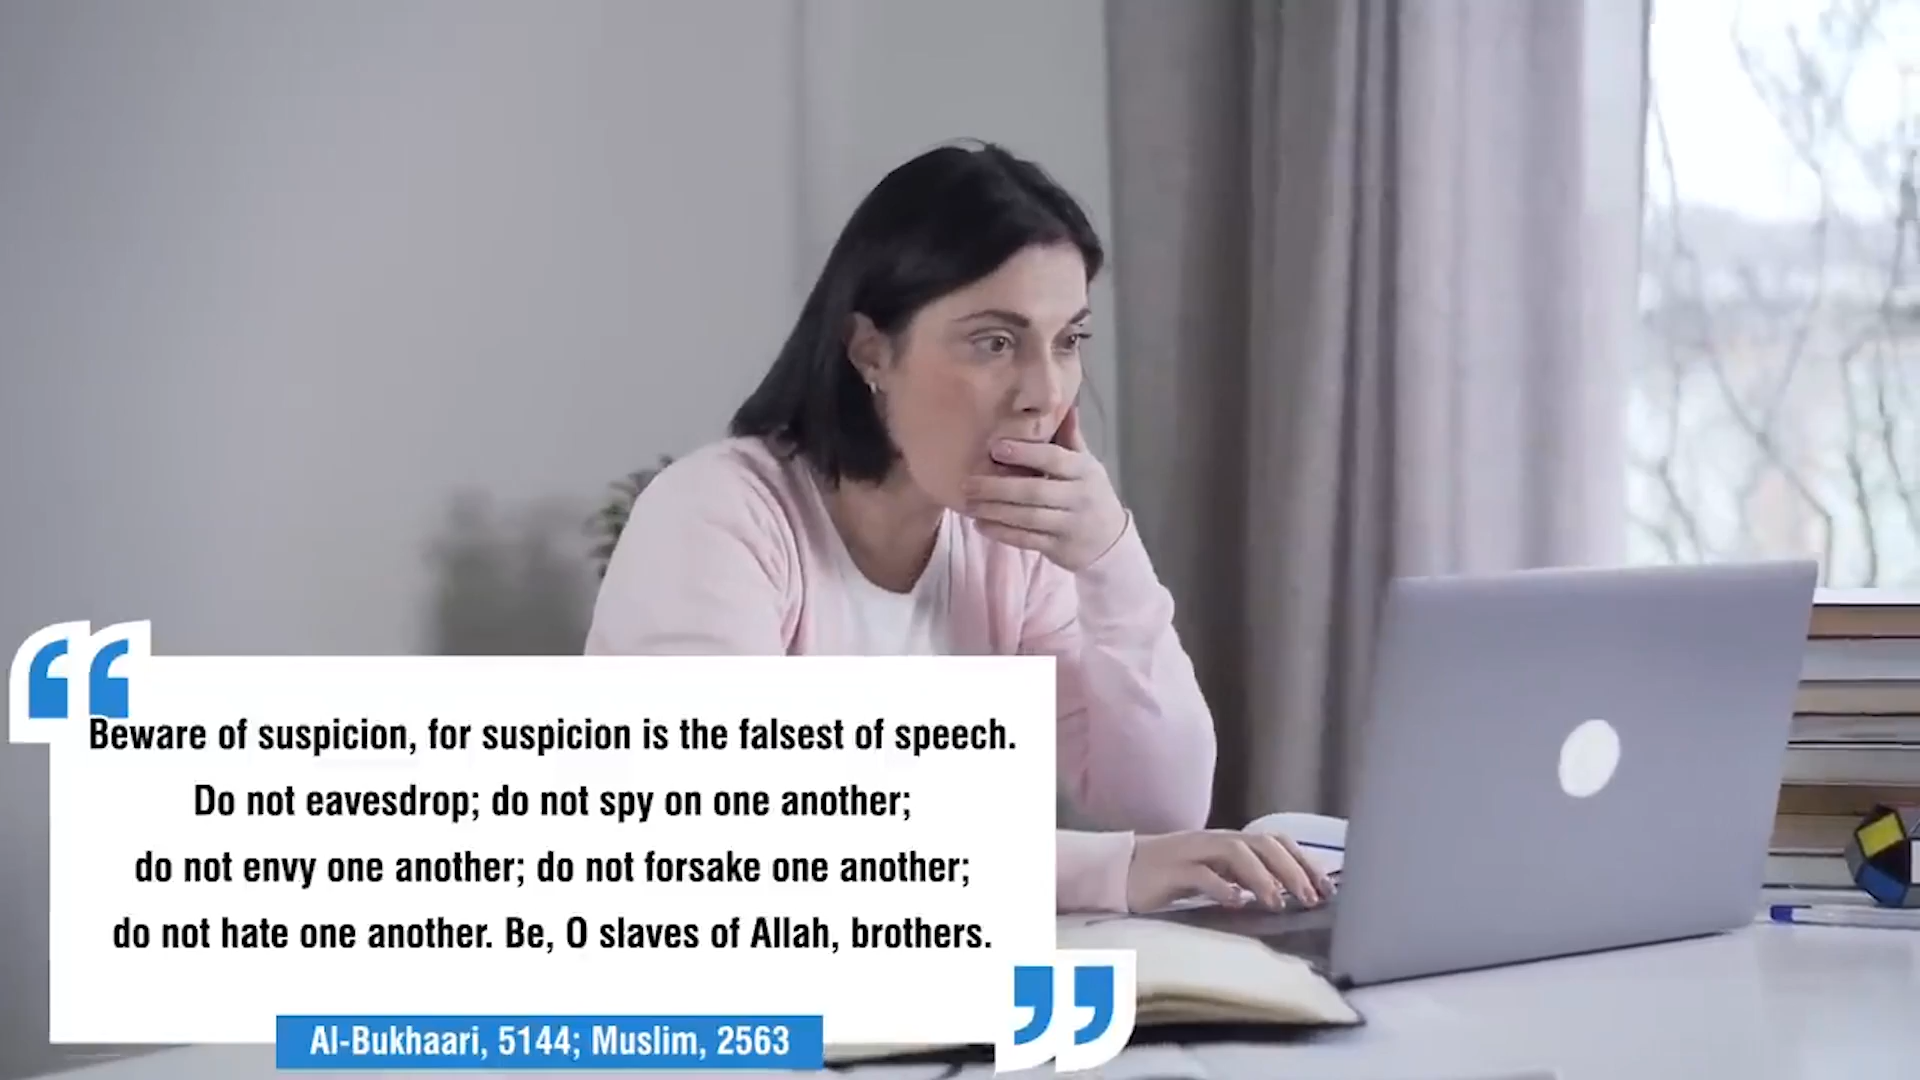 Beware of suspicion, for suspicion is the falsest of speech.
Do not eavesdrop; do not spy on one another;
do not envy one another; do not forsake one another;
do not hate one another. Be, O slaves of Allah, brothers.
Al-Bukhaari, 5144; Muslim, 2563